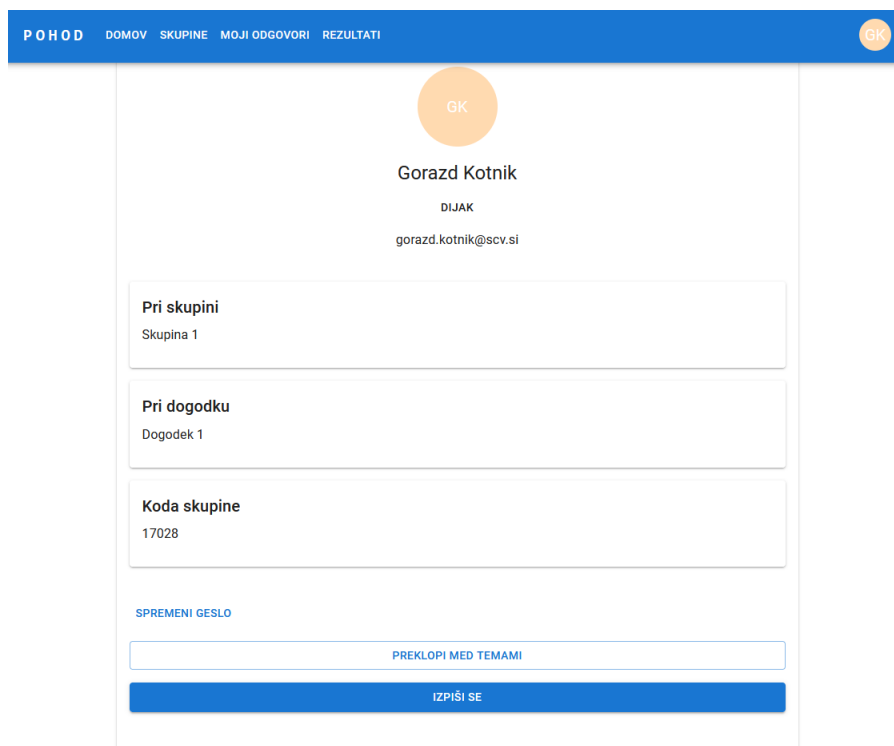 POHOD DOMOV SKUPINE MOJI ODGOVORI REZULTATI GK
GK
Gorazd Kotnik
DIJAK
gorazd.kotnik@scv.si
Pri skupini
Skupina 1
Pri dogodku
Dogodek 1
Koda skupine
17028
SPREMENI GESLO
PREKLOPI MED TEMAMI
IZPIŠI SE